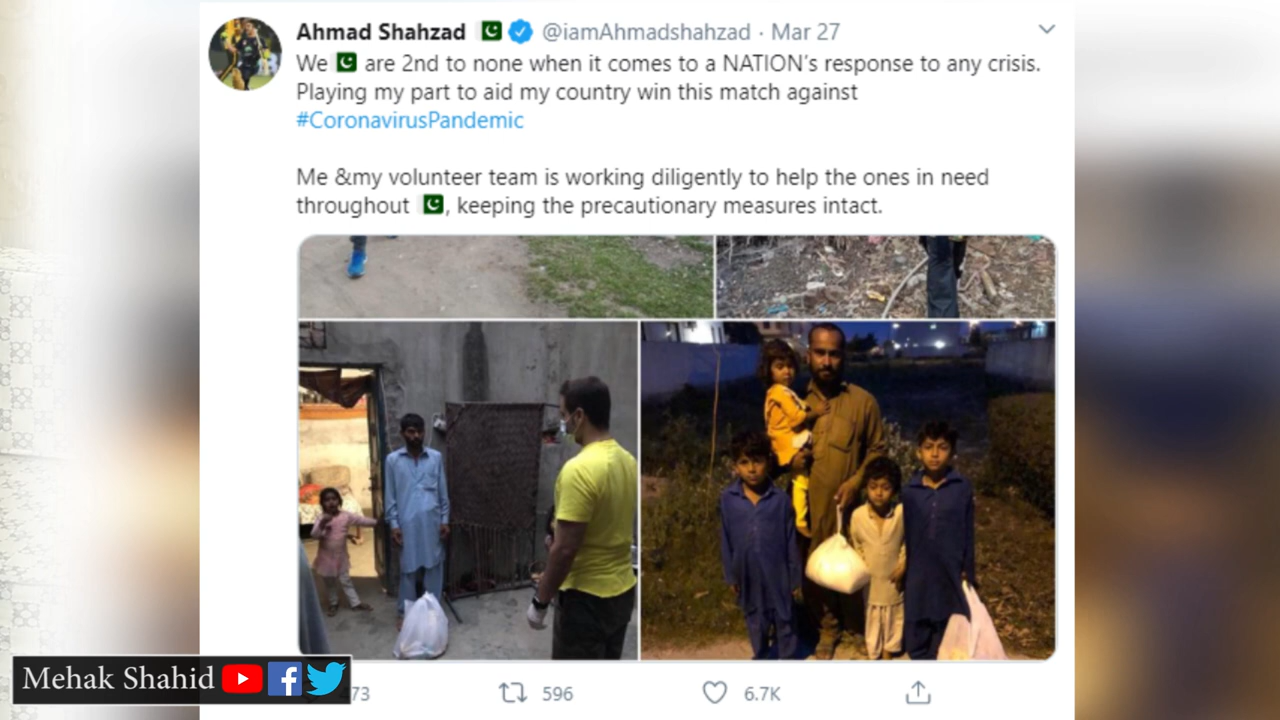 Ahmad Shahzad 🇵🇰 @iamAhmadshahzad · Mar 27
We 🇵🇰 are 2nd to none when it comes to a NATION's response to any crisis.
Playing my part to aid my country win this match against
#CoronavirusPandemic
Me &my volunteer team is working diligently to help the ones in need
throughout 🇵🇰, keeping the precautionary measures intact.
Mehak Shahid
73 596 6.7K